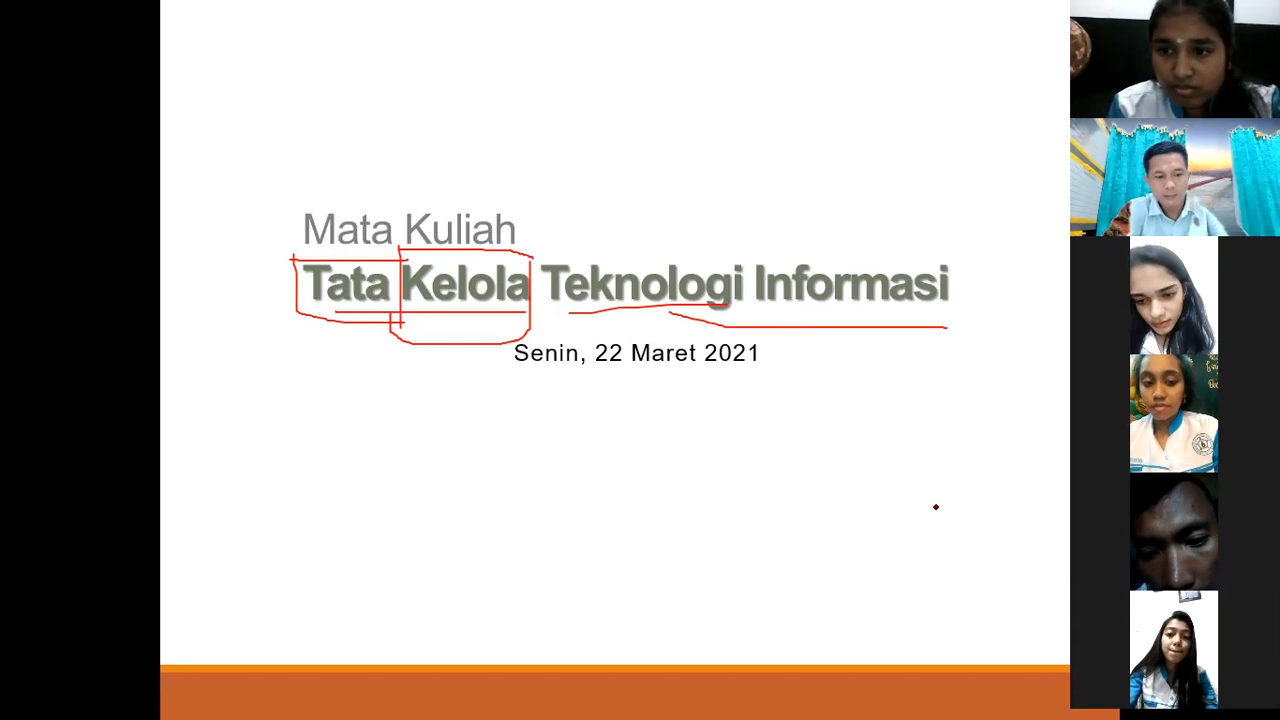 Mata Kuliah
Tata Kelola Teknologi Informasi
Senin, 22 Maret 2021